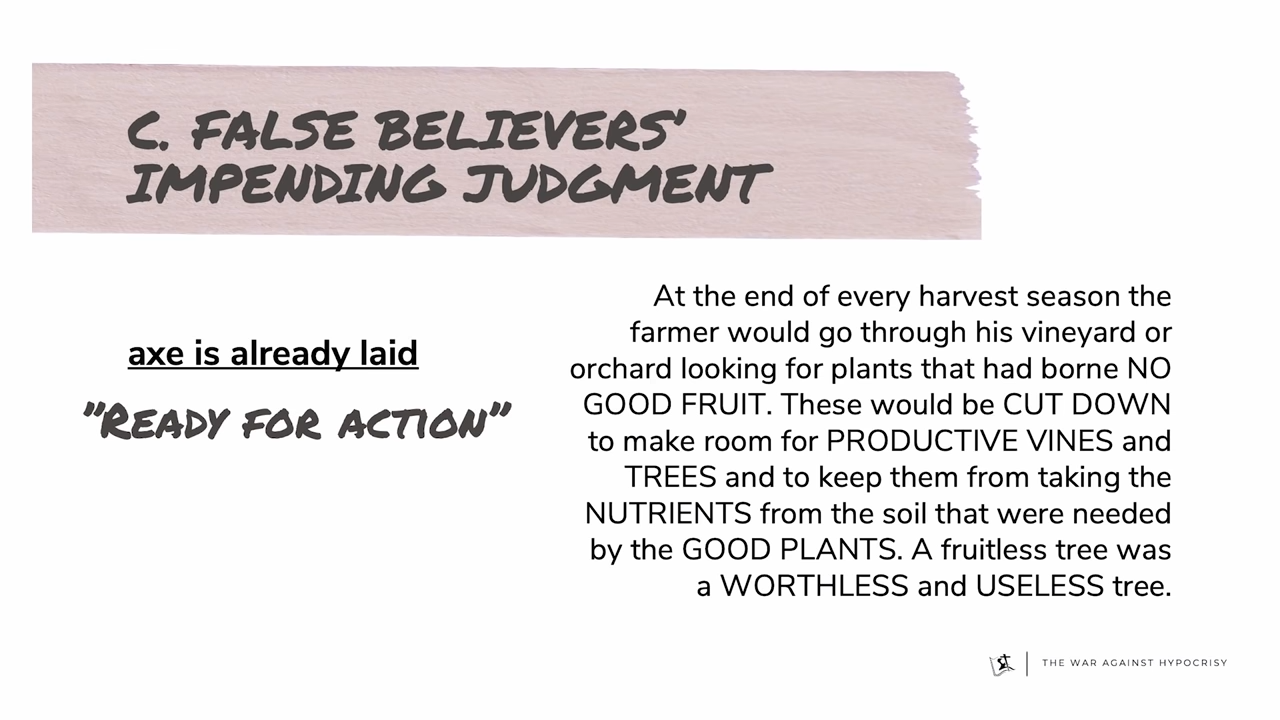 C. FALSE BELIEVERS'
IMPENDING JUDGMENT
axe is already laid
"READY FOR ACTION"
At the end of every harvest season the
farmer would go through his vineyard or
orchard looking for plants that had borne NO
GOOD FRUIT. These would be CUT DOWN
to make room for PRODUCTIVE VINES and
TREES and to keep them from taking the
NUTRIENTS from the soil that were needed
by the GOOD PLANTS. A fruitless tree was
a WORTHLESS and USELESS tree.
THE WAR AGAINST HYPOCRISY